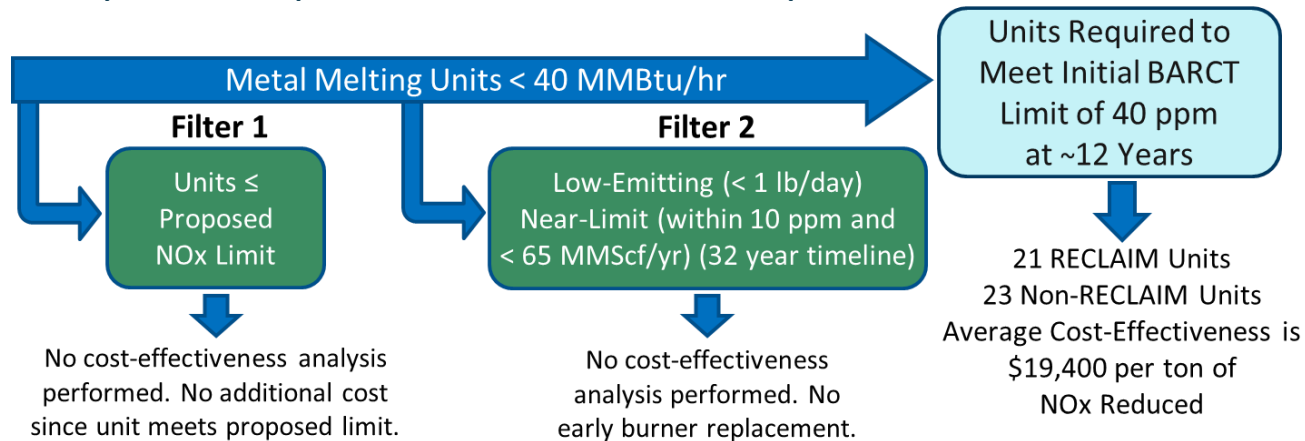 Metal Melting Units < 40 MMBtu/hr
Filter 1
Units ≤
Proposed
NOx Limit
No cost-effectiveness analysis
performed. No additional cost
since unit meets proposed limit.
Filter 2
Low-Emitting (< 1 lb/day)
Near-Limit (within 10 ppm and
< 65 MMScf/yr) (32 year timeline)
No cost-effectiveness
analysis performed. No
early burner replacement.
Units Required to
Meet Initial BARCT
Limit of 40 ppm
at ~12 Years
21 RECLAIM Units
23 Non-RECLAIM Units
Average Cost-Effectiveness is
$19,400 per ton of
NOx Reduced